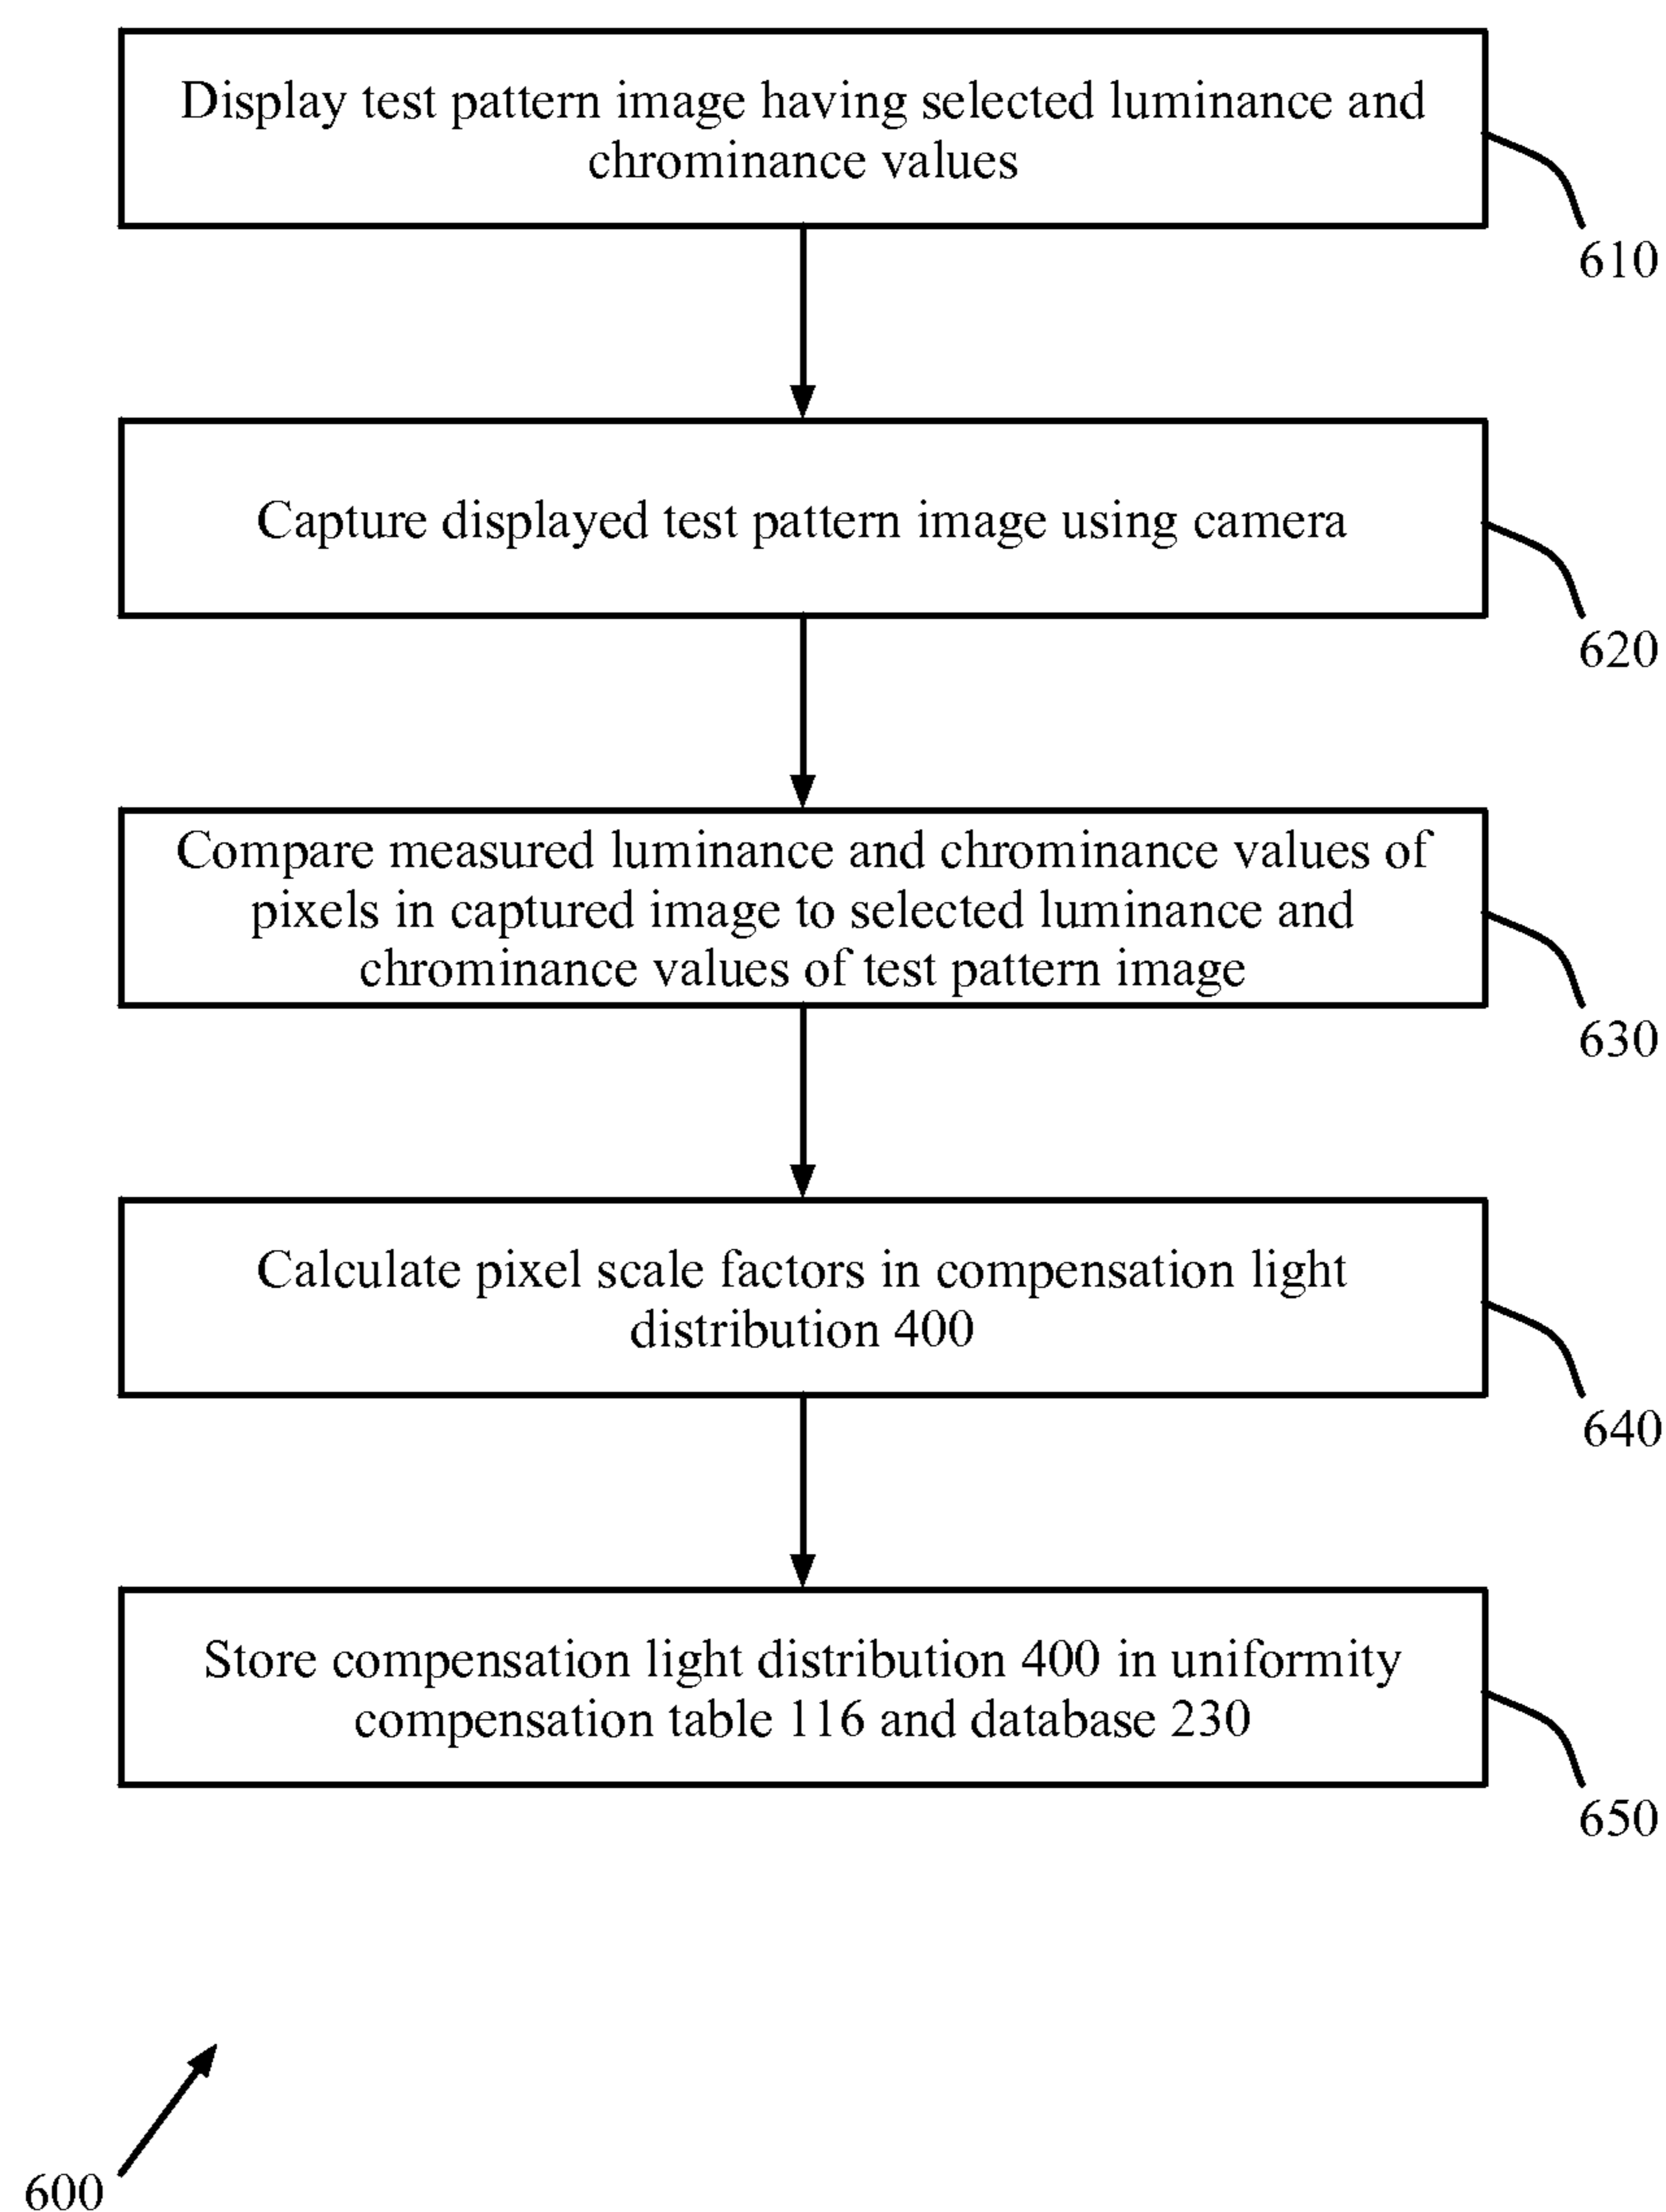 Display test pattern image having selected luminance and
chrominance values
610
Capture displayed test pattern image using camera
620
Compare measured luminance and chrominance values of
pixels in captured image to selected luminance and
chrominance values of test pattern image
630
Calculate pixel scale factors in compensation light
distribution 400
640
Store compensation light distribution 400 in uniformity
compensation table 116 and database 230
650
600